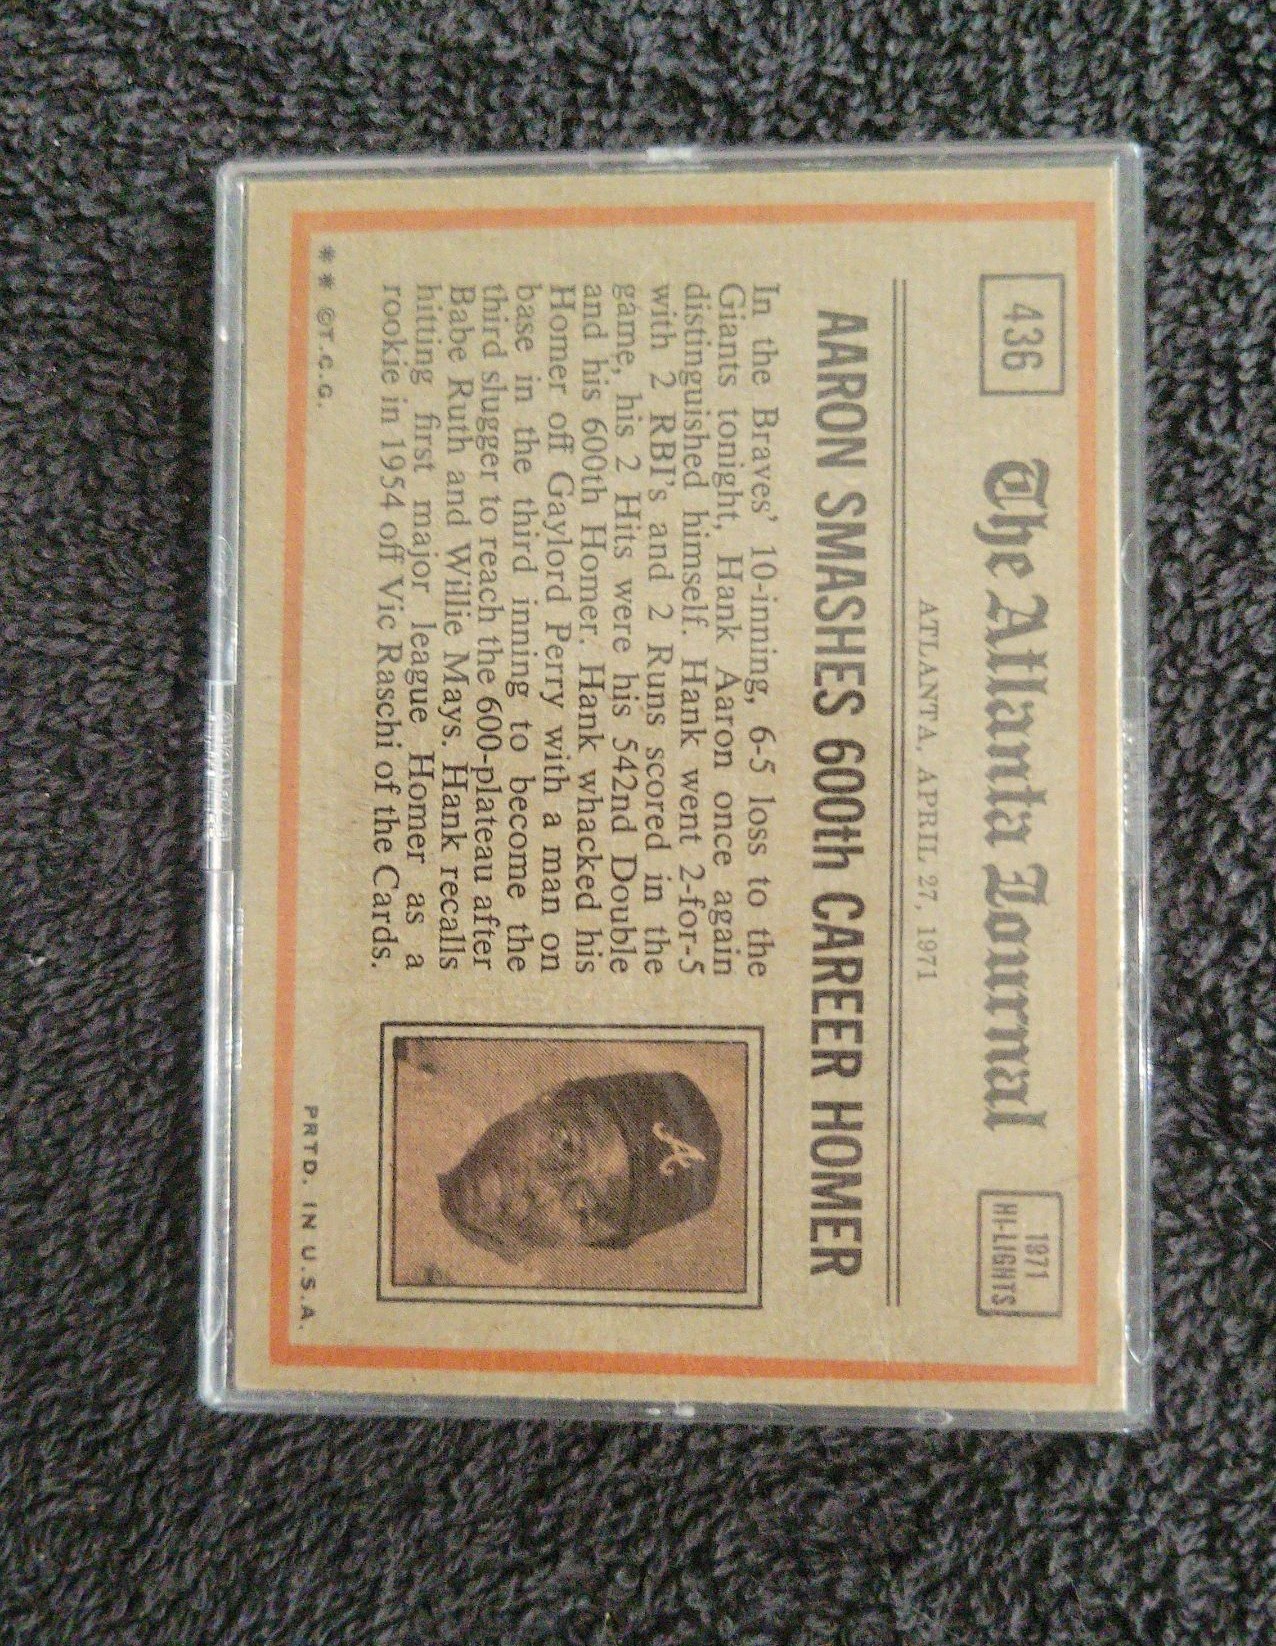 436
The Atlanta Journal
1971
HI-LIGHTS
ATLANTA, APRIL 27, 1971
AARON SMASHES 600th CAREER HOMER
In the Braves' 10-inning, 6-5 loss to the
Giants tonight, Hank Aaron once again
distinguished himself. Hank went 2-for-5
with 2 RBI's and 2 Runs scored in the
game, his 2 Hits were his 542nd Double
and his 600th Homer. Hank whacked his
Homer off Gaylord Perry with a man on
base in the third inning to become the
third slugger to reach the 600-plateau after
Babe Ruth and Willie Mays. Hank recalls
hitting first major league Homer as a
rookie in 1954 off Vic Raschi of the Cards.
A
** ©T.C.G.
PRTD. IN U.S.A.